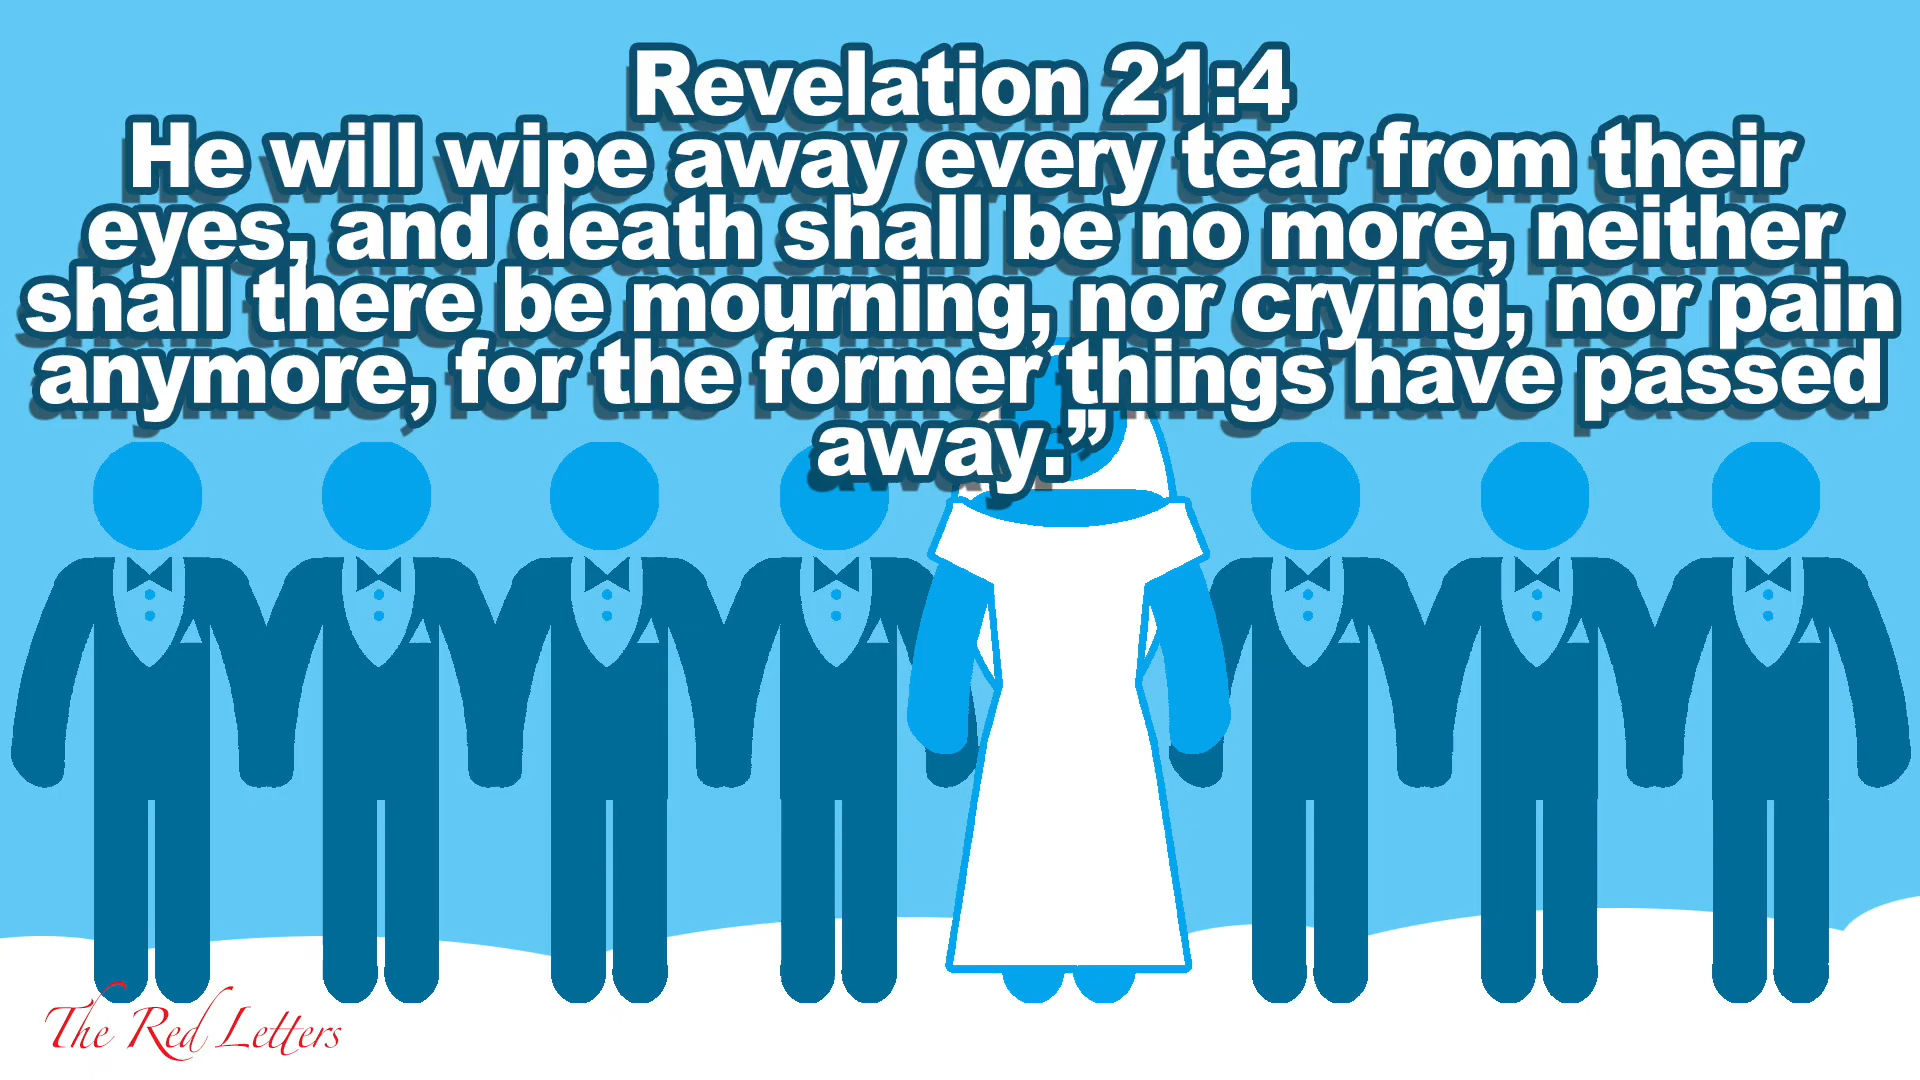 Revelation 21:4
He will wipe away every tear from their
eyes, and death shall be no more, neither
shall there be mourning, nor crying, nor pain
anymore, for the former things have passed
away.”
The Red Letters